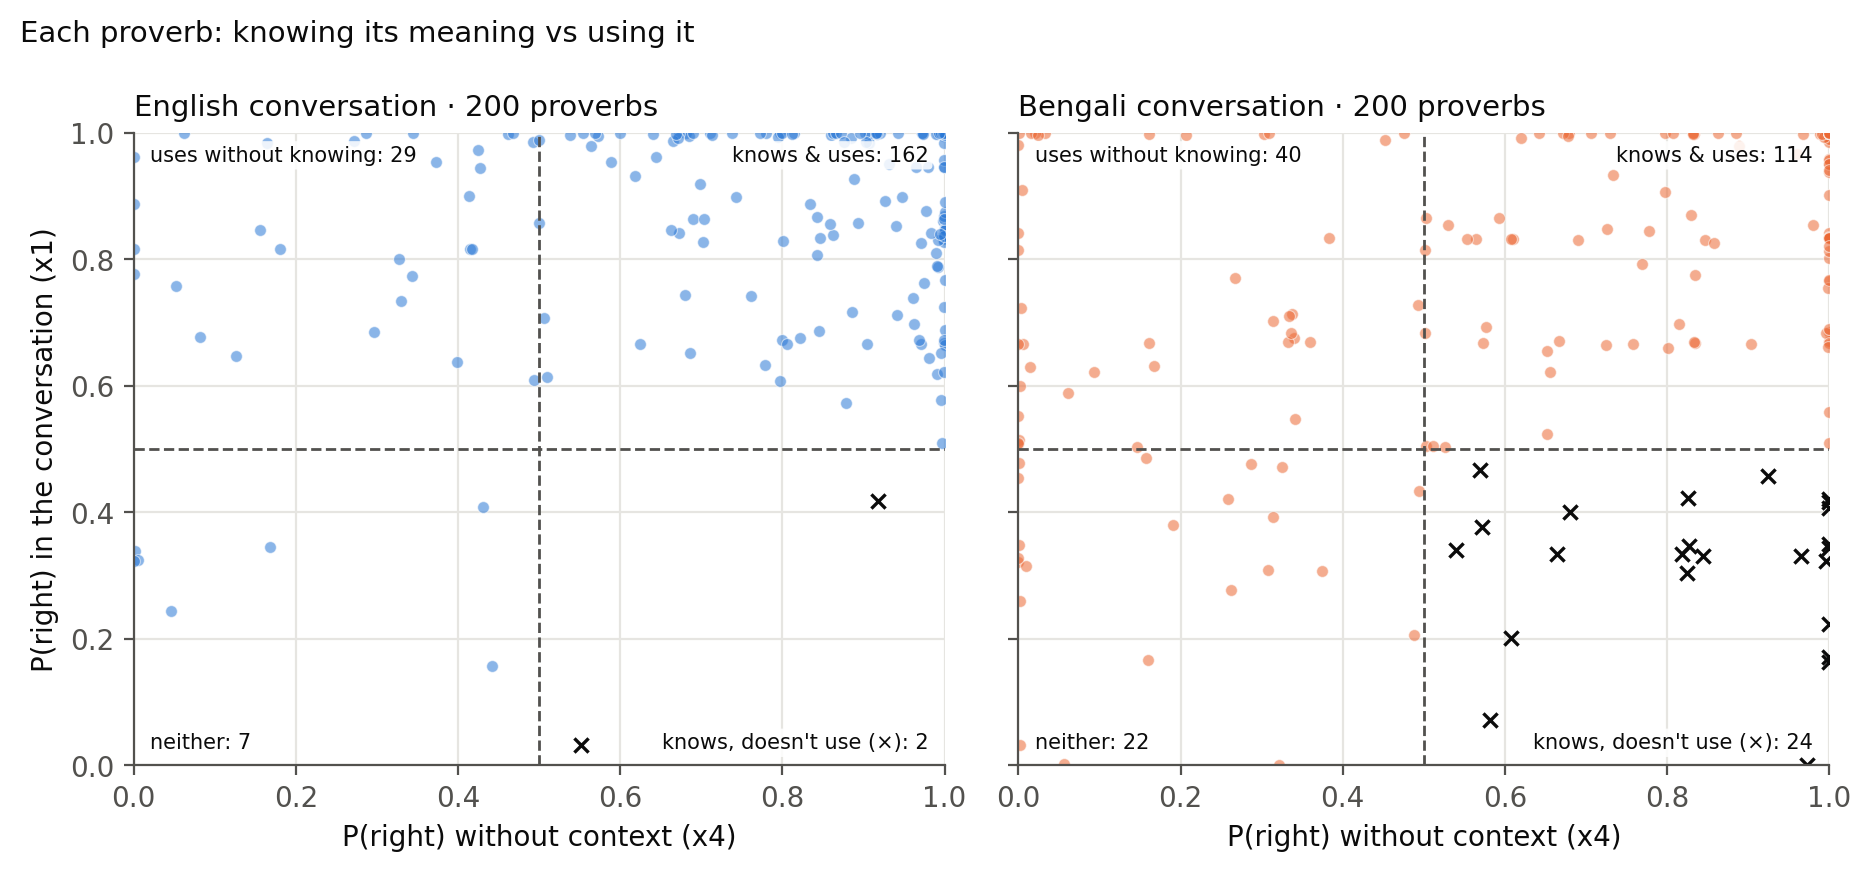 Each proverb: knowing its meaning vs using it
English conversation · 200 proverbs
Bengali conversation · 200 proverbs
P(right) in the conversation (x1)
1.0
0.8
0.6
0.4
0.2
0.0
uses without knowing: 29
knows & uses: 162
neither: 7
knows, doesn't use (×): 2
uses without knowing: 40
knows & uses: 114
neither: 22
knows, doesn't use (×): 24
0.0 0.2 0.4 0.6 0.8 1.0
0.0 0.2 0.4 0.6 0.8 1.0
P(right) without context (x4)
P(right) without context (x4)